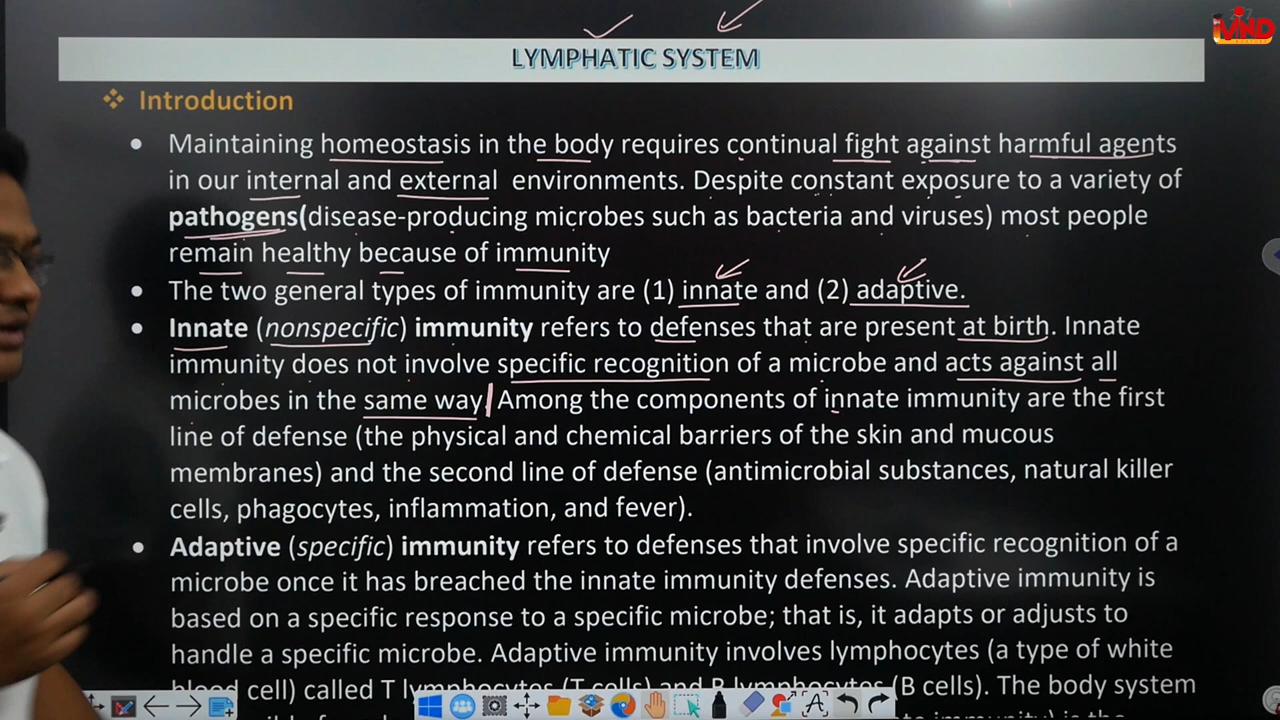 LYMPHATIC SYSTEM
Introduction
Maintaining homeostasis in the body requires continual fight against harmful agents
in our internal and external environments. Despite constant exposure to a variety of
pathogens(disease-producing microbes such as bacteria and viruses) most people
remain healthy because of immunity
The two general types of immunity are (1) innate and (2) adaptive.
Innate (nonspecific) immunity refers to defenses that are present at birth. Innate
immunity does not involve specific recognition of a microbe and acts against all
microbes in the same way. Among the components of innate immunity are the first
line of defense (the physical and chemical barriers of the skin and mucous
membranes) and the second line of defense (antimicrobial substances, natural killer
cells, phagocytes, inflammation, and fever).
Adaptive (specific) immunity refers to defenses that involve specific recognition of a
microbe once it has breached the innate immunity defenses. Adaptive immunity is
based on a specific response to a specific microbe; that is, it adapts or adjusts to
handle a specific microbe. Adaptive immunity involves lymphocytes (a type of white
blood cell) called T lymphocytes (T cells) and B lymphocytes (B cells). The body system